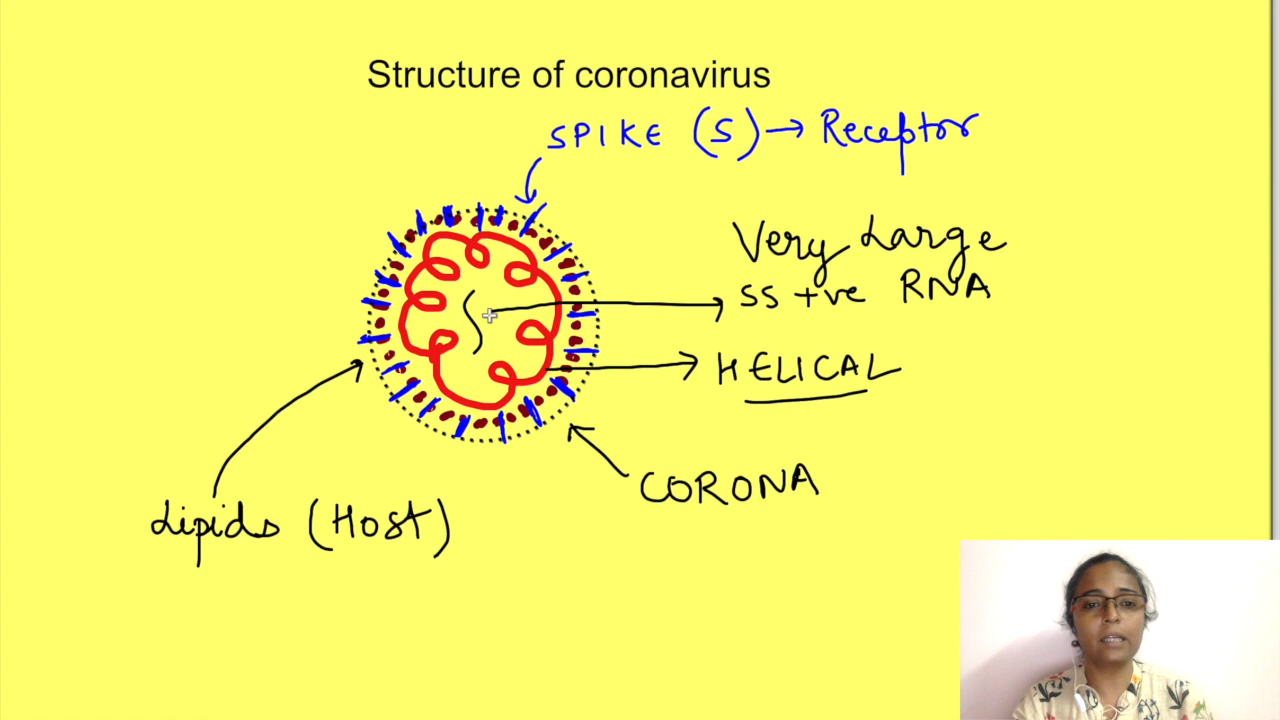 Structure of coronavirus
SPIKE (S) → Receptor
Very Large
SS +ve RNA
HELICAL
CORONA
Lipids (Host)